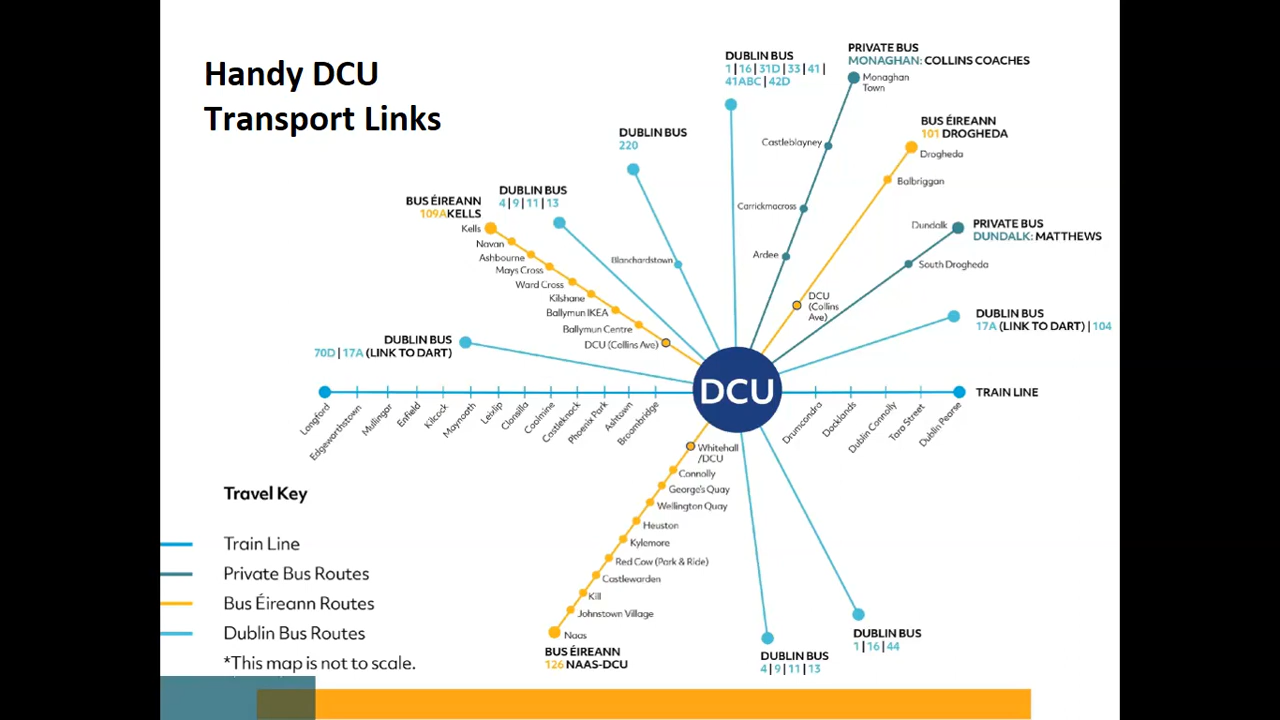 Handy DCU
Transport Links
DUBLIN BUS
1 | 16 | 31D | 33 | 41 |
41ABC | 42D
PRIVATE BUS
MONAGHAN: COLLINS COACHES
Monaghan
Town
Castleblayney
Carrickmacross
Ardee
BUS ÉIREANN
101 DROGHEDA
Drogheda
Balbriggan
DCU
(Collins
Ave)
DUBLIN BUS
220
Blanchardstown
DUBLIN BUS
4 | 9 | 11 | 13
BUS ÉIREANN
109A KELLS
Kells
Navan
Ashbourne
Mays Cross
Ward Cross
Kilshane
Ballymun IKEA
Ballymun Centre
DCU (Collins Ave)
PRIVATE BUS
DUNDALK: MATTHEWS
Dundalk
South Drogheda
DUBLIN BUS
17A (LINK TO DART) | 104
DUBLIN BUS
70D | 17A (LINK TO DART)
DCU
TRAIN LINE
Longford
Edgeworthstown
Mullingar
Enfield
Kilcock
Maynooth
Leixlip
Clonsilla
Coolmine
Castleknock
Phoenix Park
Ashtown
Broombridge
Drumcondra
Docklands
Dublin Connolly
Tara Street
Dublin Pearse
Whitehall
/DCU
Connolly
George's Quay
Wellington Quay
Heuston
Kylemore
Red Cow (Park & Ride)
Castlewarden
Kill
Johnstown Village
Naas
BUS ÉIREANN
126 NAAS-DCU
DUBLIN BUS
4 | 9 | 11 | 13
DUBLIN BUS
1 | 16 | 44
Travel Key
Train Line
Private Bus Routes
Bus Éireann Routes
Dublin Bus Routes
*This map is not to scale.